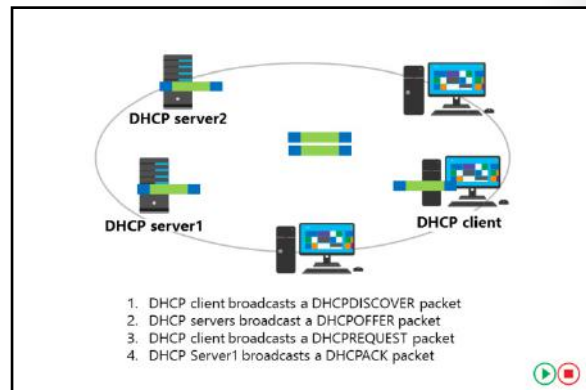 DHCP server2
DHCP server1
DHCP client
1. DHCP client broadcasts a DHCPDISCOVER packet
2. DHCP servers broadcast a DHCPOFFER packet
3. DHCP client broadcasts a DHCPREQUEST packet
4. DHCP Server1 broadcasts a DHCPACK packet